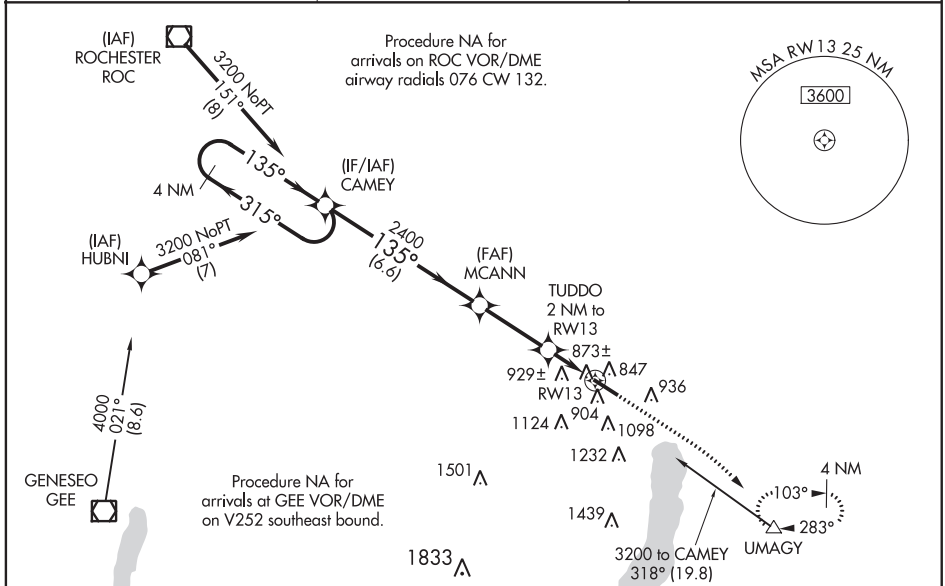 (IAF)
ROCHESTER
ROC
3200 NoPT
151°
(8)
Procedure NA for
arrivals on ROC VOR/DME
airway radials 076 CW 132.
MSA RW13 25 NM
3600
135°
4 NM
315°
(IF/IAF)
CAMEY
(IAF)
HUBNI
3200 NoPT
081°
(7)
2400
135°
(6.6)
(FAF)
MCANN
TUDDO
2 NM to
RW13
873±
929±
847
RW13
936
904
1124
1098
1232
4000
021°
(8.6)
GENESEO
GEE
Procedure NA for
arrivals at GEE VOR/DME
on V252 southeast bound.
1501
1439
1833
4 NM
103°
283°
UMAGY
3200 to CAMEY
318° (19.8)